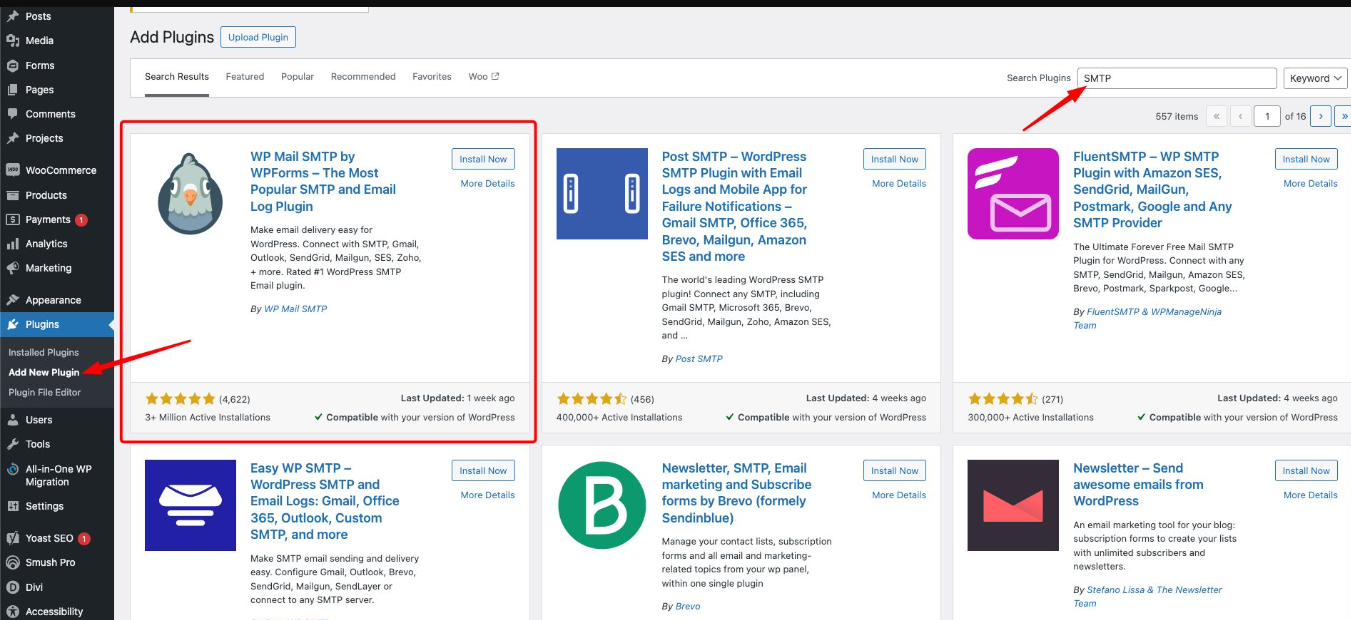 Posts
Media
Forms
Pages
Comments
Projects
WooCommerce
Products
Payments 1
Analytics
Marketing
Appearance
Plugins
Installed Plugins
Add New Plugin
Plugin File Editor
Users
Tools
All-in-One WP
Migration
Settings
Yoast SEO 1
Smush Pro
Divi
Accessibility
Add Plugins Upload Plugin
Search Results Featured Popular Recommended Favorites Woo
Search Plugins SMTP Keyword
557 items « ‹ 1 of 16 › »
WP Mail SMTP by
WPForms – The Most
Popular SMTP and Email
Log Plugin
Install Now
More Details
Make email delivery easy for
WordPress. Connect with SMTP, Gmail,
Outlook, SendGrid, Mailgun, SES, Zoho,
+ more. Rated #1 WordPress SMTP
Email plugin.
By WP Mail SMTP
(4,622)
Last Updated: 1 week ago
3+ Million Active Installations
Compatible with your version of WordPress
Post SMTP – WordPress
SMTP Plugin with Email
Logs and Mobile App for
Failure Notifications –
Gmail SMTP, Office 365,
Brevo, Mailgun, Amazon
SES and more
Install Now
More Details
The world's leading WordPress SMTP
plugin! Connect any SMTP, including
Gmail SMTP, Microsoft 365, Brevo,
SendGrid, Mailgun, Zoho, Amazon SES,
and ...
By Post SMTP
(456)
Last Updated: 4 weeks ago
400,000+ Active Installations
Compatible with your version of WordPress
FluentSMTP – WP SMTP
Plugin with Amazon SES,
SendGrid, MailGun,
Postmark, Google and Any
SMTP Provider
Install Now
More Details
The Ultimate Forever Free Mail SMTP
Plugin for WordPress. Connect with any
SMTP, SendGrid, Mailgun, Amazon SES,
Brevo, Postmark, Sparkpost, Google...
By FluentSMTP & WPManageNinja
Team
(271)
Last Updated: 4 weeks ago
300,000+ Active Installations
Compatible with your version of WordPress
Easy WP SMTP –
WordPress SMTP and
Email Logs: Gmail, Office
365, Outlook, Custom
SMTP, and more
Install Now
More Details
Make SMTP email sending and delivery
easy. Configure Gmail, Outlook, Brevo,
SendGrid, Mailgun, SendLayer or
connect to any SMTP server.
B
Newsletter, SMTP, Email
marketing and Subscribe
forms by Brevo (formely
Sendinblue)
Install Now
More Details
Manage your contact lists, subscription
forms and all email and marketing-
related topics from your wp panel,
within one single plugin
By Brevo
Newsletter – Send
awesome emails from
WordPress
Install Now
More Details
An email marketing tool for your blog:
subscription forms to create your lists
with unlimited subscribers and
newsletters.
By Stefano Lissa & The Newsletter
Team